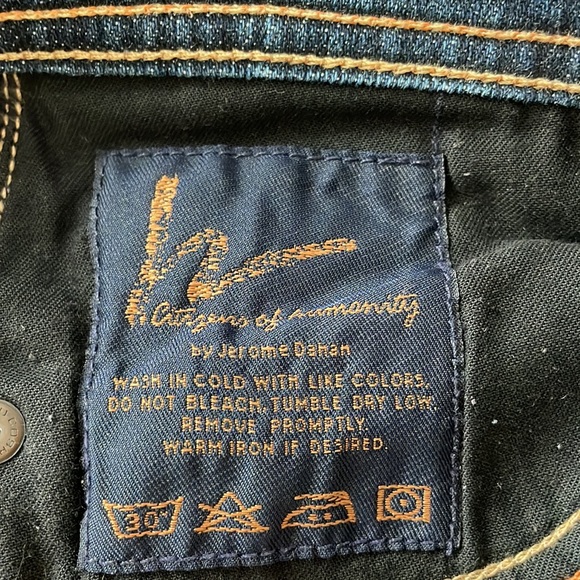 h
Citizens of Humanity
by Jerome Dahan
WASH IN COLD WITH LIKE COLORS.
DO NOT BLEACH, TUMBLE DRY LOW.
REMOVE PROMPTLY.
WARM IRON IF DESIRED.
30°